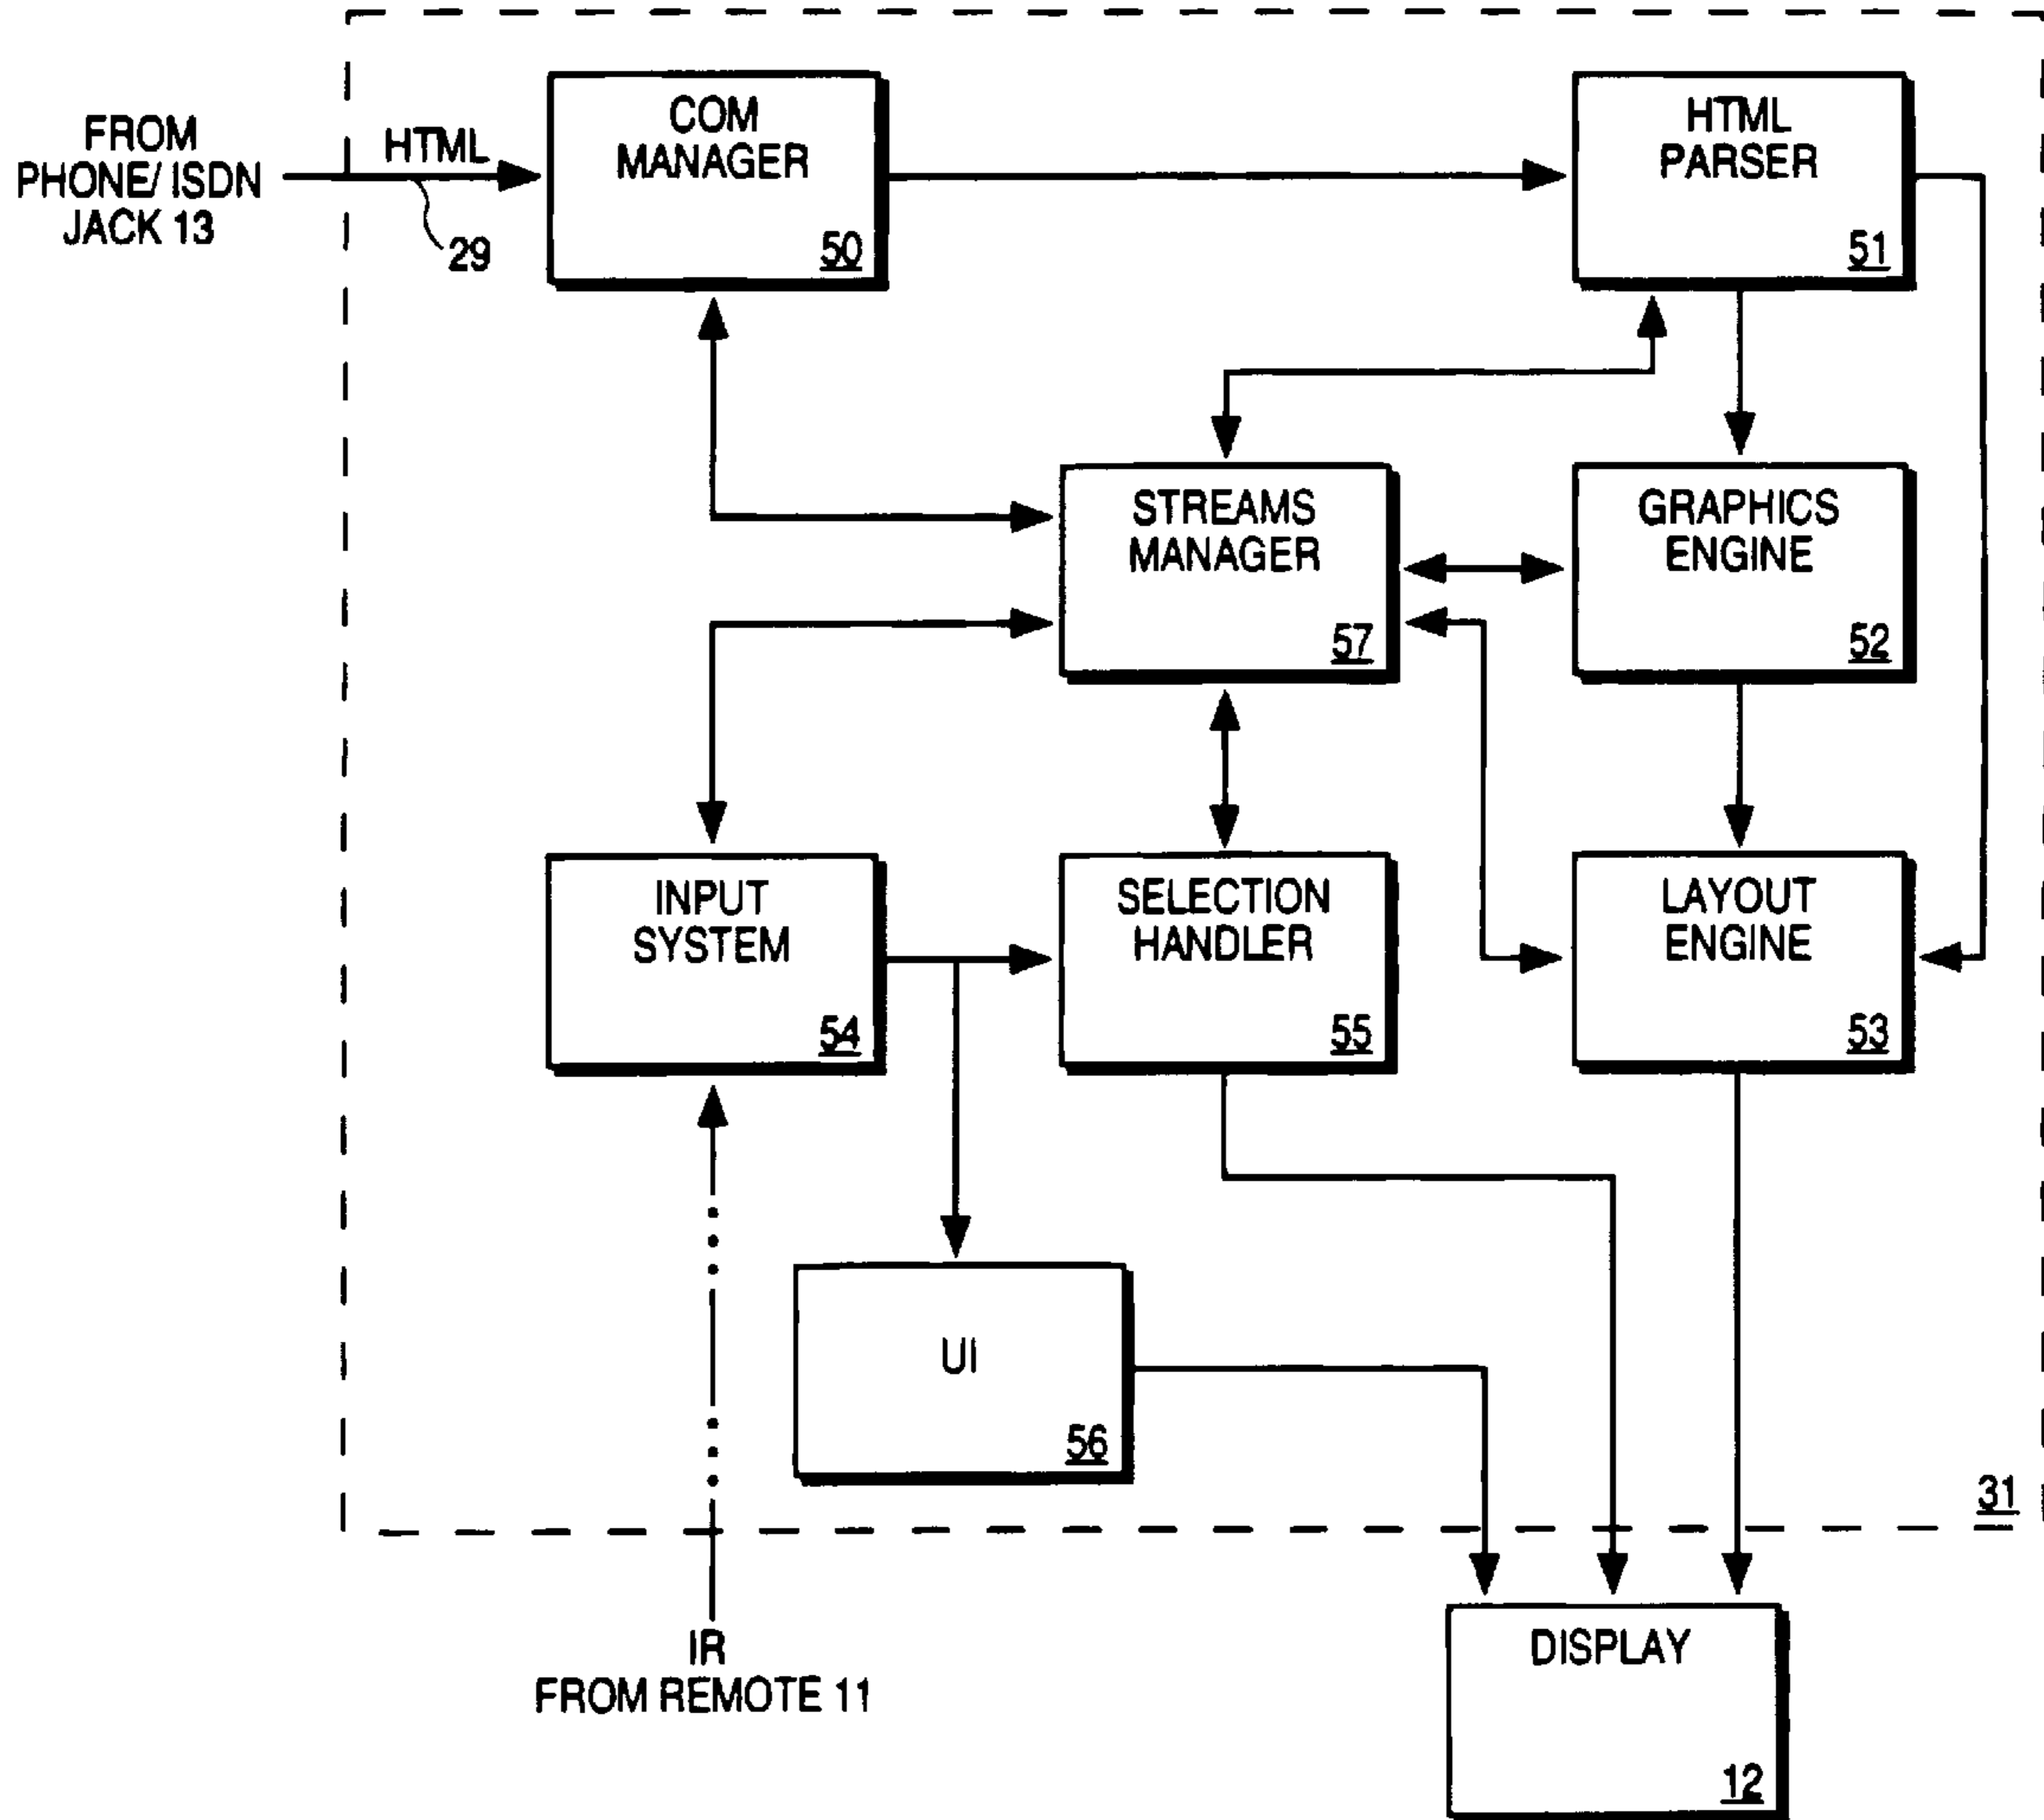 FROM
PHONE/ ISDN
JACK 13
HTML
29
COM
MANAGER
50
HTML
PARSER
51
STREAMS
MANAGER
57
GRAPHICS
ENGINE
52
INPUT
SYSTEM
54
SELECTION
HANDLER
55
LAYOUT
ENGINE
53
UI
56
31
IR
FROM REMOTE 11
DISPLAY
12